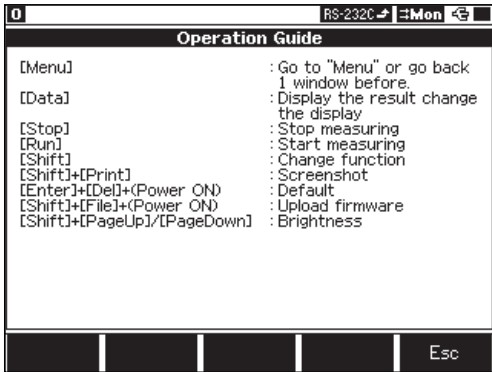 0 RS-232C Mon
Operation Guide
[Menu] : Go to "Menu" or go back
1 window before.
[Data] : Display the result change
the display
[Stop] : Stop measuring
[Run] : Start measuring
[Shift] : Change function
[Shift]+[Print] : Screenshot
[Enter]+[Del]+(Power ON) : Default
[Shift]+[File]+(Power ON) : Upload firmware
[Shift]+[PageUp]/[PageDown] : Brightness
Esc